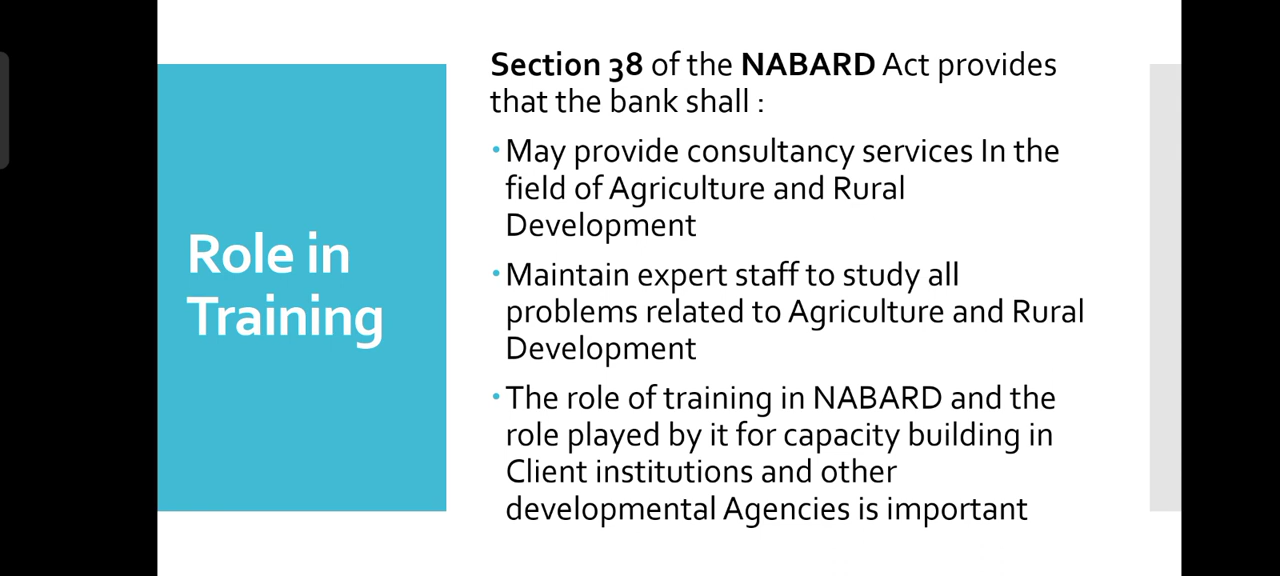 Role in
Training
Section 38 of the NABARD Act provides
that the bank shall :
• May provide consultancy services In the
field of Agriculture and Rural
Development
• Maintain expert staff to study all
problems related to Agriculture and Rural
Development
• The role of training in NABARD and the
role played by it for capacity building in
Client institutions and other
developmental Agencies is important